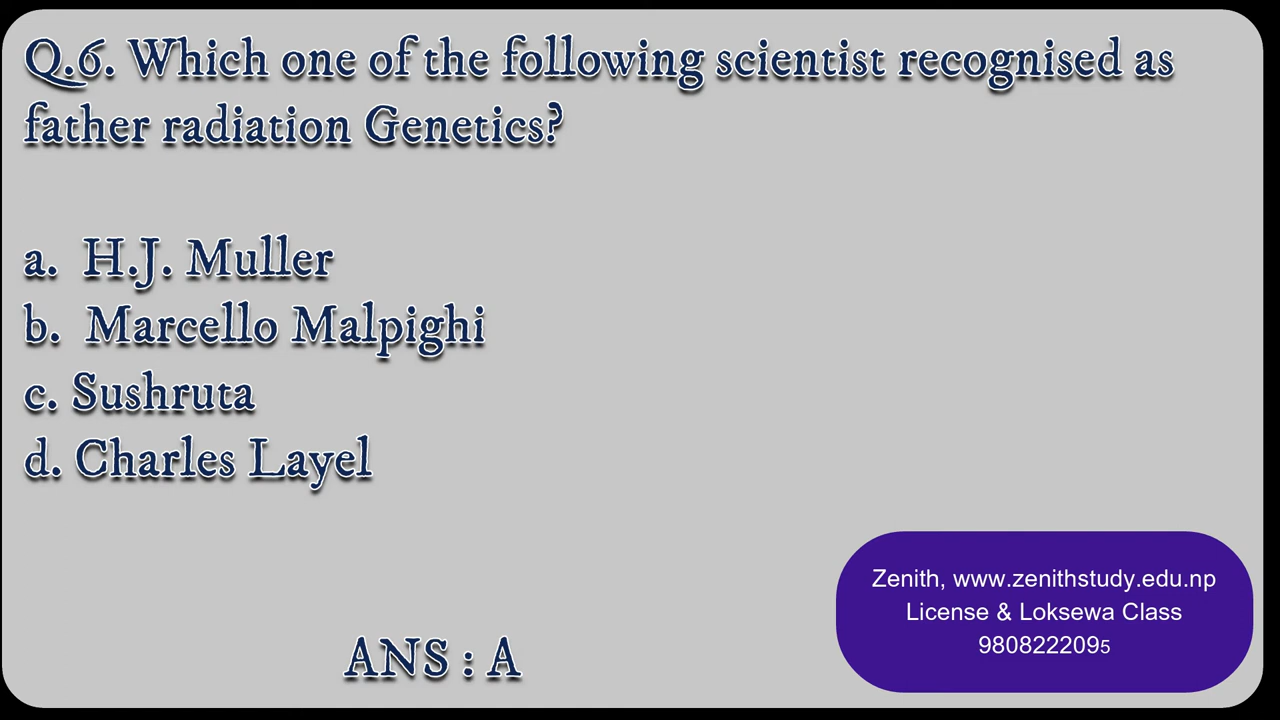 Q.6. Which one of the following scientist recognised as
father radiation Genetics?
a. H.J. Muller
b. Marcello Malpighi
c. Sushruta
d. Charles Layel
ANS : A
Zenith, www.zenithstudy.edu.np
License & Loksewa Class
9808222095